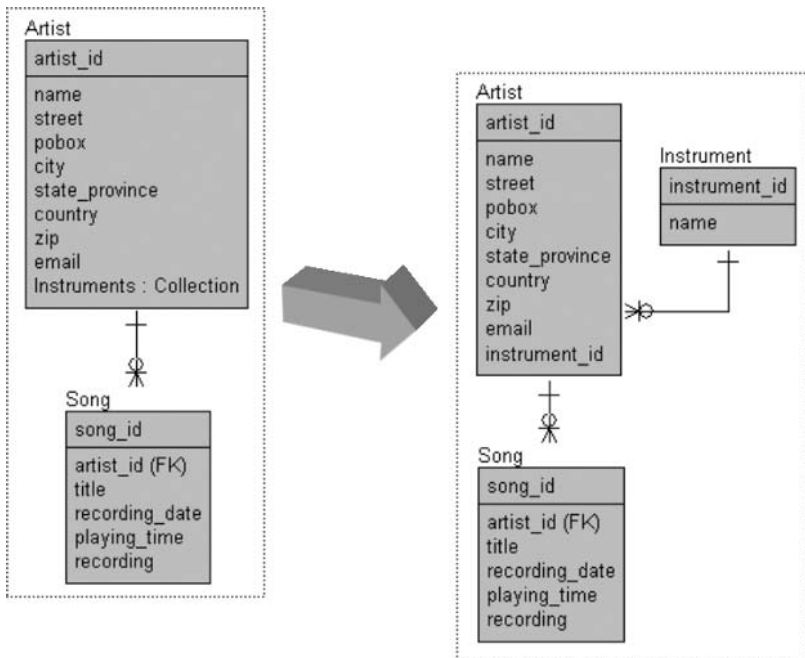 Artist
artist_id
name
street
pobox
city
state_province
country
zip
email
Instruments : Collection
Song
song_id
artist_id (FK)
title
recording_date
playing_time
recording
Artist
artist_id
name
street
pobox
city
state_province
country
zip
email
instrument_id
Instrument
instrument_id
name
Song
song_id
artist_id (FK)
title
recording_date
playing_time
recording